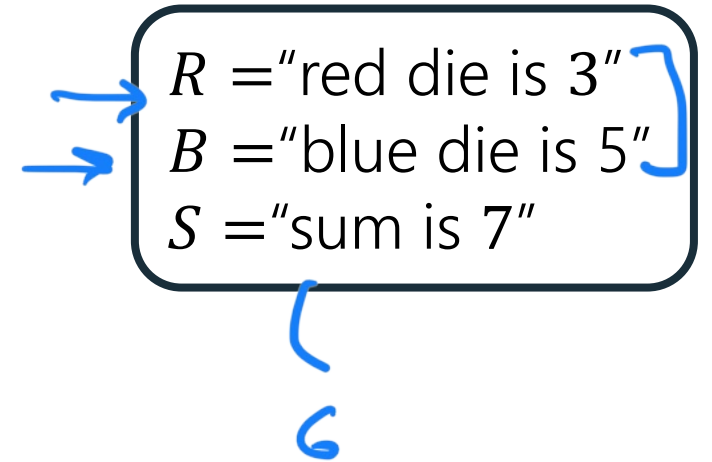 R = “red die is 3”
B = “blue die is 5”
S = “sum is 7”
6